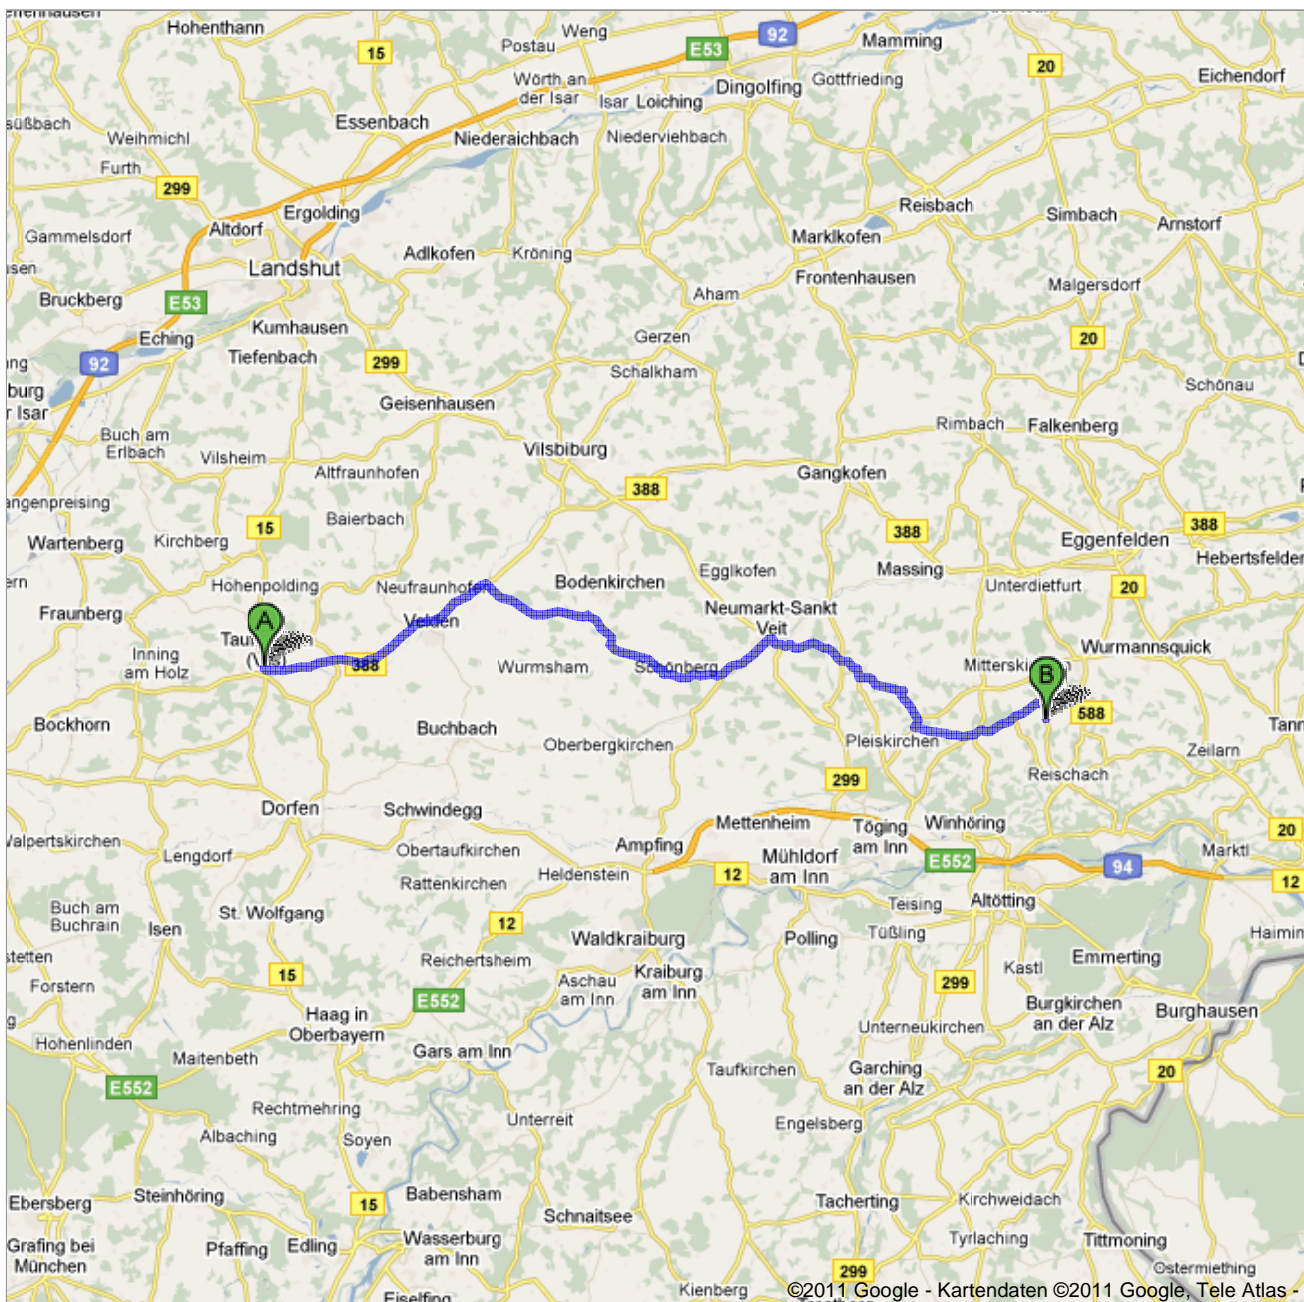 Hohenthann
15
Weng
Postau
E53
92
Mamming
20
Eichendorf
Wörth an
der Isar
Isar Loiching
Dingolfing
Gottfrieding
Essenbach
Niederaichbach
Niederviehbach
Weihmichl
Furth
299
Ergolding
Altdorf
Gammelsdorf
Landshut
Adlkofen
Kröning
Reisbach
Simbach
Arnstorf
Marklkofen
Frontenhausen
Malgersdorf
Bruckberg
E53
Aham
Kumhausen
Eching
Tiefenbach
92
299
Gerzen
Schalkham
20
Schönau
r Isar
Geisenhausen
Buch am
Erlbach
Vilsheim
Altfraunhofen
Vilsbiburg
Rimbach
Falkenberg
Gangkofen
388
angenpreising
15
Baierbach
Wartenberg
Kirchberg
388
388
Eggenfelden
Hebertsfelder
Massing
Egglkofen
Bodenkirchen
Hohenpolding
Neufraunhofe
Unterdietfurt
20
Fraunberg
A
Velden
Neumarkt-Sankt
Veit
Inning
am Holz
388
Wurmsham
Schönberg
Wurmannsquick
B
588
Bockhorn
Buchbach
Oberbergkirchen
Pleiskirchen
Zeilarn
Tann
Reischach
299
Dorfen
Schwindegg
Mettenheim
Töging
am Inn
Winhöring
20
Marktl
Lengdorf
Obertaufkirchen
Ampfing
Mühldorf
am Inn
E552
94
12
Rattenkirchen
Heldenstein
12
Teising
Altötting
Buch am
Buchrain
St. Wolfgang
12
Isen
Waldkraiburg
Polling
Tüßling
Haimin
Emmerting
stetten
Forstern
15
Reichertsheim
Aschau
am Inn
Kraiburg
am Inn
299
Kastl
Burgkirchen
an der Alz
Burghausen
E552
Haag in
Oberbayern
Unterneukirchen
Hohenlinden
Maitenbeth
Gars am Inn
Taufkirchen
Garching
an der Alz
20
E552
Rechtmehring
Albaching
Soyen
Unterreit
Engelsberg
Ebersberg
Steinhöring
15
Babensham
Schnaitsee
Tacherting
Kirchweidach
Grafing bei
München
Pfaffing
Edling
Wasserburg
am Inn
Tyrlaching
Tittmoning
Ostermiething
299
Kienberg
Eiselfing
©2011 Google - Kartendaten ©2011 Google, Tele Atlas -